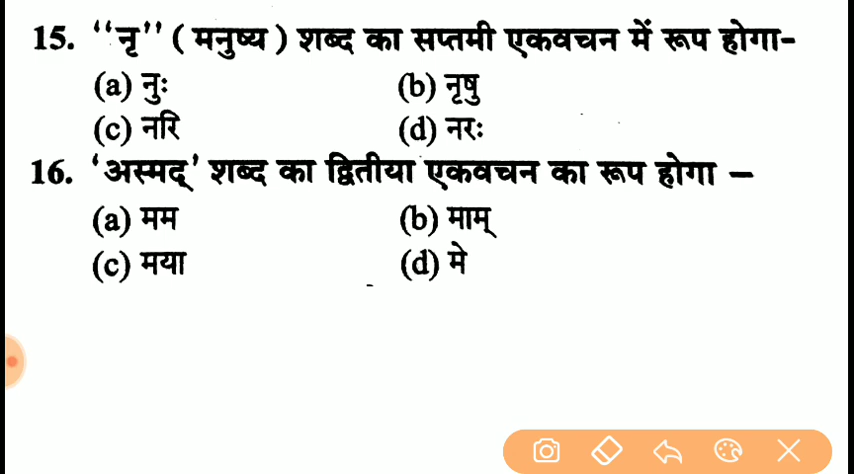 15. ‘‘नृ’’ ( मनुष्य ) शब्द का सप्तमी एकवचन में रूप होगा-
(a) नुः (b) नृषु
(c) नरि (d) नरः
16. ‘अस्मद्’ शब्द का द्वितीया एकवचन का रूप होगा –
(a) मम (b) माम्
(c) मया (d) मे